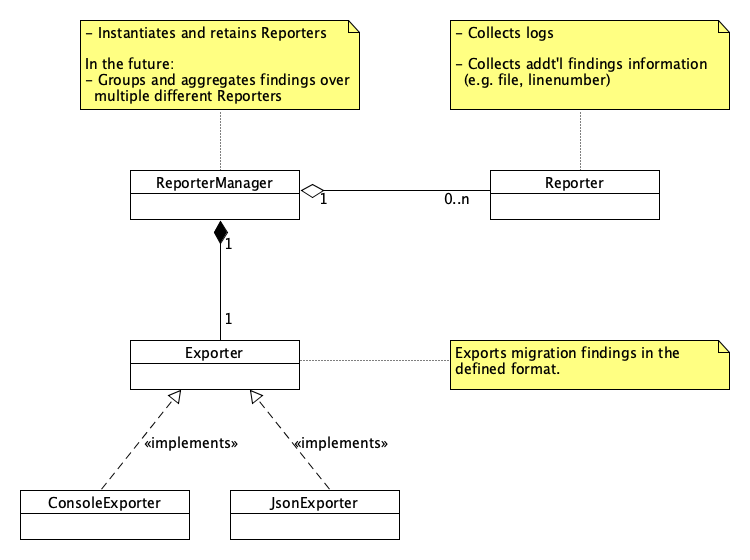 - Instantiates and retains Reporters
In the future:
- Groups and aggregates findings over
multiple different Reporters
- Collects logs
- Collects addt'l findings information
(e.g. file, linenumber)
ReporterManager
1
0..n
Reporter
1
1
Exporter
Exports migration findings in the
defined format.
«implements»
«implements»
ConsoleExporter
JsonExporter